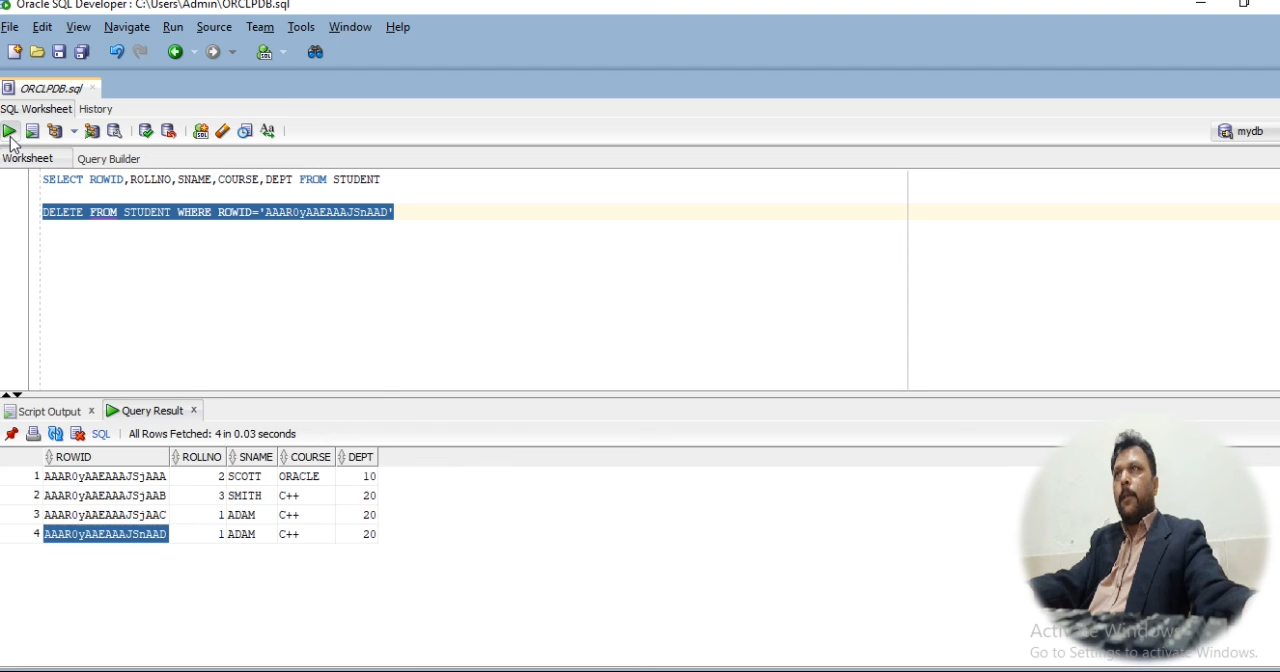 Oracle SQL Developer : C:\Users\Admin\ORCLPDB.sql
File Edit View Navigate Run Source Team Tools Window Help
ORCLPDB.sql
SQL Worksheet History
mydb
Worksheet Query Builder
SELECT ROWID,ROLLNO,SNAME,COURSE,DEPT FROM STUDENT
DELETE FROM STUDENT WHERE ROWID='AAAR0yAAEAAAJSnAAD'
Script Output x Query Result x
SQL | All Rows Fetched: 4 in 0.03 seconds
ROWID ROLLNO SNAME COURSE DEPT
1 AAAR0yAAEAAAJSjAAA 2 SCOTT ORACLE 10
2 AAAR0yAAEAAAJSjAAB 3 SMITH C++ 20
3 AAAR0yAAEAAAJSjAAC 1 ADAM C++ 20
4 AAAR0yAAEAAAJSnAAD 1 ADAM C++ 20
Activate Windows
Go to Settings to activate Windows.